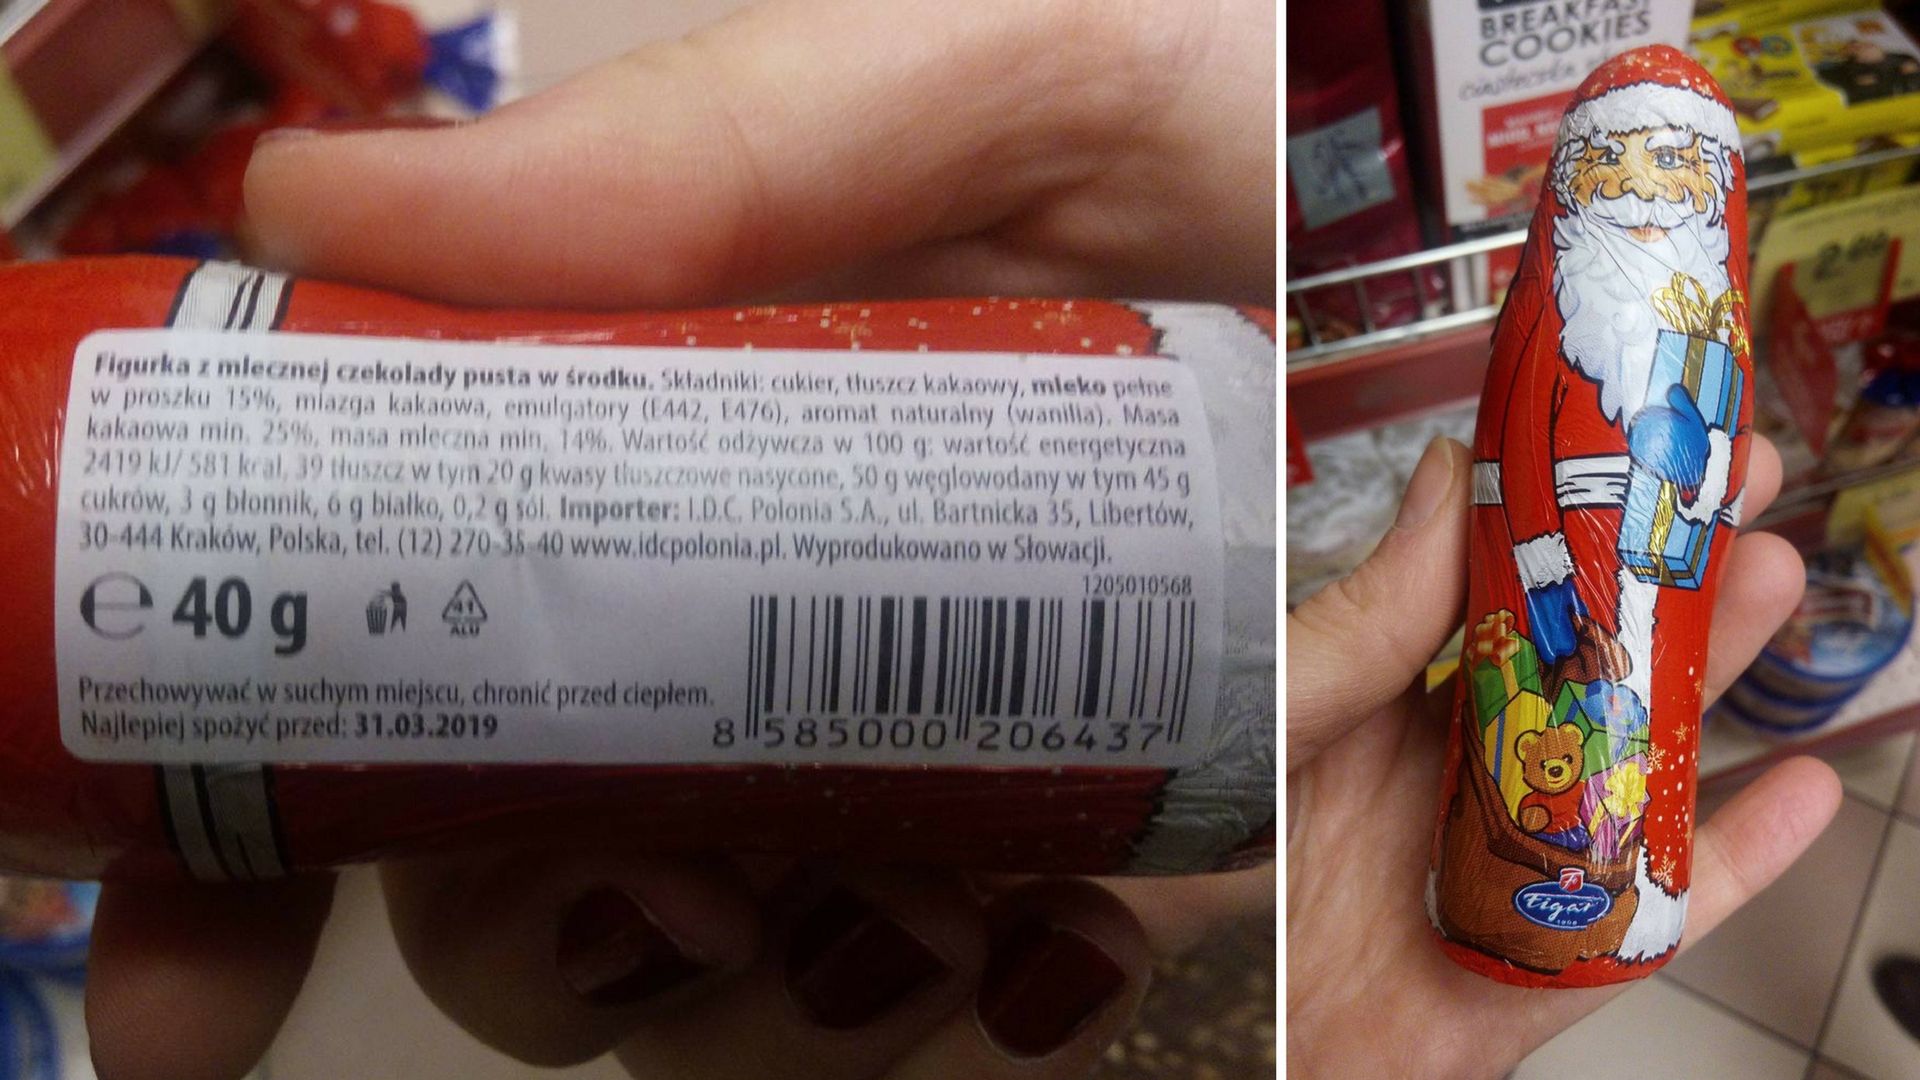 Figurka z mlecznej czekolady pusta w środku. Składniki: cukier, tłuszcz kakaowy, mleko pełne
w proszku 15%, miazga kakaowa, emulgatory (E442, E476), aromat naturalny (wanilia). Masa
kakaowa min. 25%, masa mleczna min. 14%. Wartość odżywcza w 100 g: wartość energetyczna
2419 kJ/ 581 kcal, 39 tłuszcz w tym 20 g kwasy tłuszczowe nasycone, 50 g węglowodany w tym 45 g
cukrów, 3 g błonnik, 6 g białko, 0,2 g sól. Importer: I.D.C. Polonia S.A., ul. Bartnicka 35, Libertów,
30-444 Kraków, Polska, tel. (12) 270-35-40 www.idcpolonia.pl. Wyprodukowano w Słowacji.
1205010568
e 40 g
41
ALU
Przechowywać w suchym miejscu, chronić przed ciepłem.
Najlepiej spożyć przed: 31.03.2019
8 585000 206437
BREAKFAST
COOKIES
ciasteczka
Figar
1908